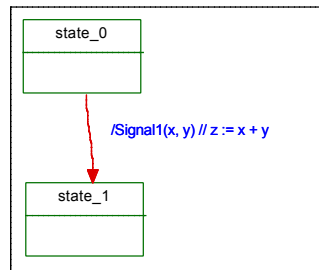 state_0
/Signal1(x, y) // z := x + y
state_1